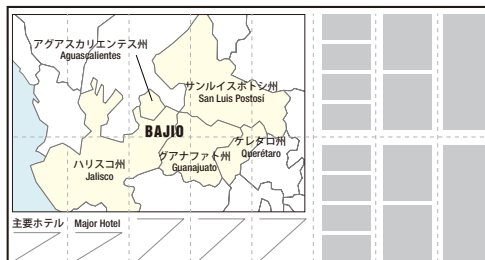 アグアスカリエンテス州
Aguascalientes
サンルイスポトシ州
San Luis Postosí
BAJIO
ケレタロ州
Querétaro
ハリスコ州
Jalisco
グアナファト州
Guanajuato
主要ホテル Major Hotel